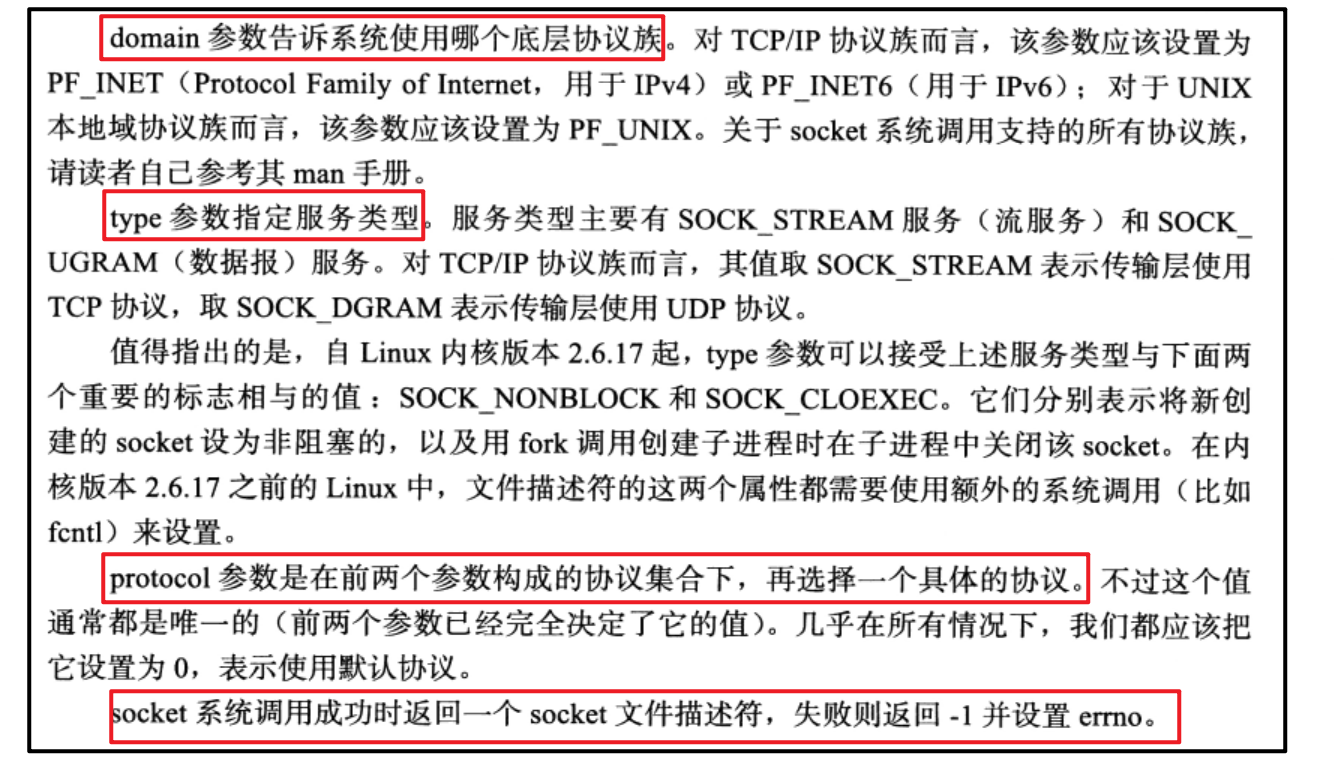 domain 参数告诉系统使用哪个底层协议族。对 TCP/IP 协议族而言，该参数应该设置为
PF_INET（Protocol Family of Internet，用于 IPv4）或 PF_INET6（用于 IPv6）；对于 UNIX
本地域协议族而言，该参数应该设置为 PF_UNIX。关于 socket 系统调用支持的所有协议族，
请读者自己参考其 man 手册。
type 参数指定服务类型。服务类型主要有 SOCK_STREAM 服务（流服务）和 SOCK_
UGRAM（数据报）服务。对 TCP/IP 协议族而言，其值取 SOCK_STREAM 表示传输层使用
TCP 协议，取 SOCK_DGRAM 表示传输层使用 UDP 协议。
值得指出的是，自 Linux 内核版本 2.6.17 起，type 参数可以接受上述服务类型与下面两
个重要的标志相与的值：SOCK_NONBLOCK 和 SOCK_CLOEXEC。它们分别表示将新创
建的 socket 设为非阻塞的，以及用 fork 调用创建子进程时在子进程中关闭该 socket。在内
核版本 2.6.17 之前的 Linux 中，文件描述符的这两个属性都需要使用额外的系统调用（比如
fcntl）来设置。
protocol 参数是在前两个参数构成的协议集合下，再选择一个具体的协议。不过这个值
通常都是唯一的（前两个参数已经完全决定了它的值）。几乎在所有情况下，我们都应该把
它设置为 0，表示使用默认协议。
socket 系统调用成功时返回一个 socket 文件描述符，失败则返回 -1 并设置 errno。